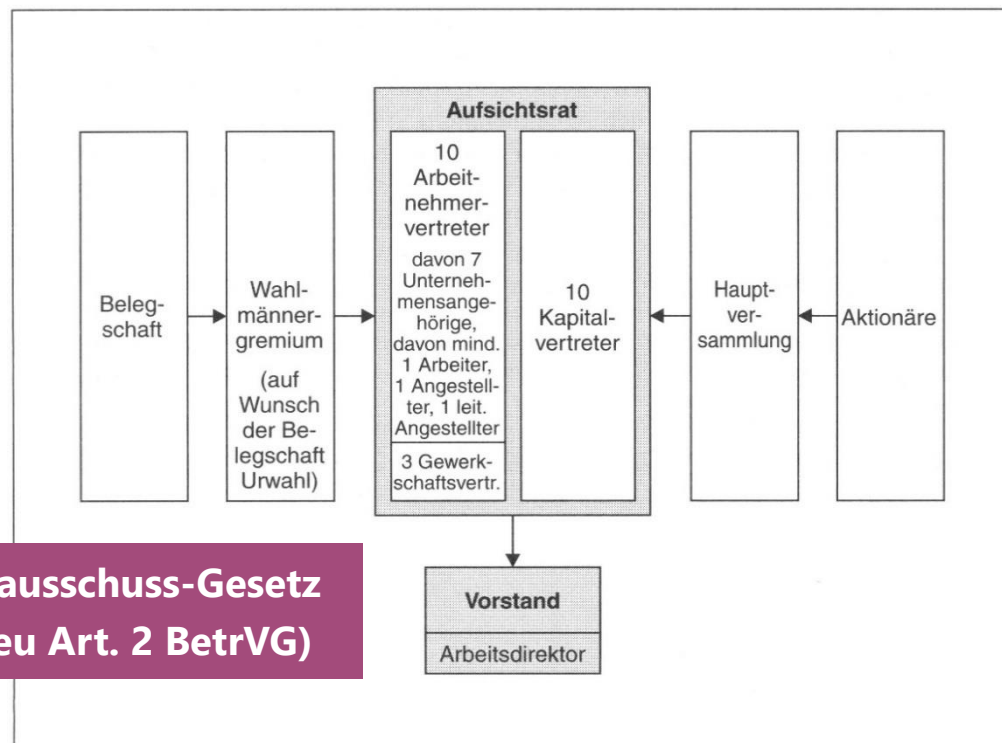 Aufsichtsrat
Beleg-
schaft
Wahl-
männer-
gremium
(auf
Wunsch
der Be-
legschaft
Urwahl)
10
Arbeit-
nehmer-
vertreter
davon 7
Unterneh-
mensange-
hörige,
davon mind.
1 Arbeiter,
1 Angestell-
ter, 1 leit.
Angestellter
3 Gewerk-
schaftsvertr.
10
Kapital-
vertreter
Haupt-
ver-
sammlung
Aktionäre
Vorstand
Arbeitsdirektor
ausschuss-Gesetz
eu Art. 2 BetrVG)